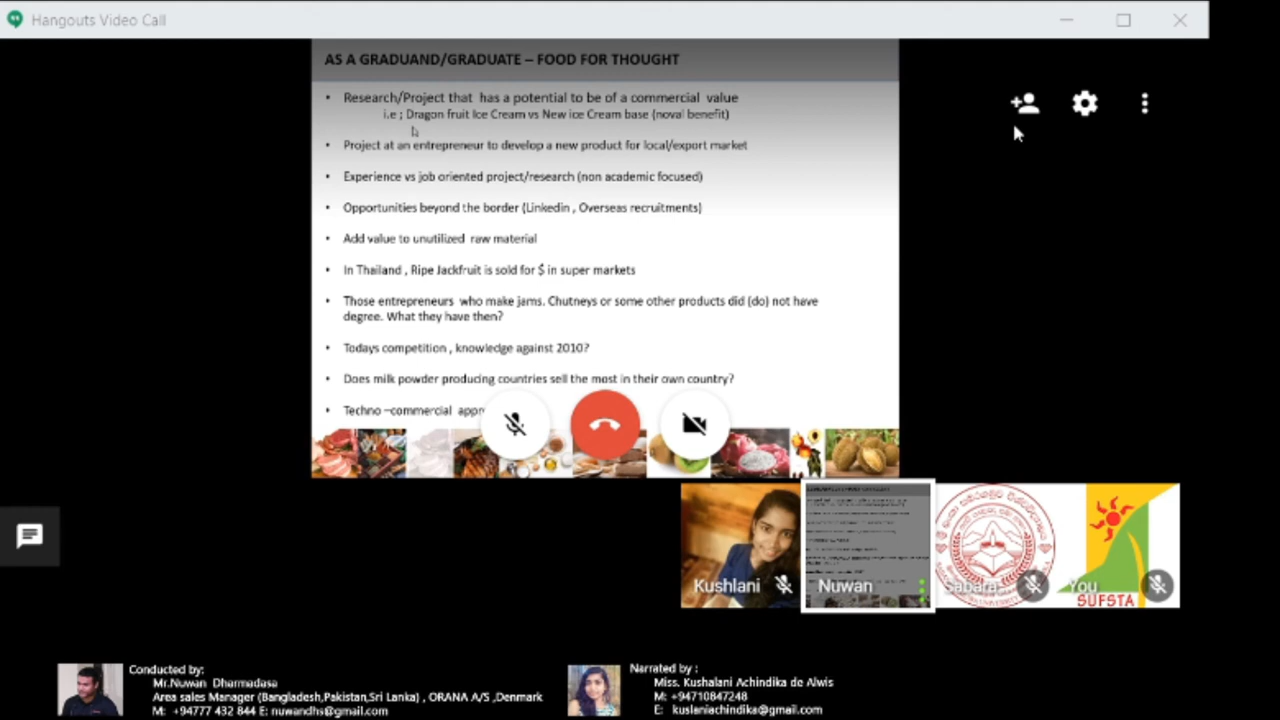 Hangouts Video Call
AS A GRADUAND/GRADUATE – FOOD FOR THOUGHT
• Research/Project that has a potential to be of a commercial value
i.e ; Dragon fruit Ice Cream vs New ice Cream base (noval benefit)
• Project at an entrepreneur to develop a new product for local/export market
• Experience vs job oriented project/research (non academic focused)
• Opportunities beyond the border (Linkedin , Overseas recruitments)
• Add value to unutilized raw material
• In Thailand , Ripe Jackfruit is sold for $ in super markets
• Those entrepreneurs who make jams. Chutneys or some other products did (do) not have
degree. What they have then?
• Todays competition , knowledge against 2010?
• Does milk powder producing countries sell the most in their own country?
• Techno –commercial
Kushlani
Nuwan
Sabara
You
SUFSTA
Conducted by:
Mr.Nuwan Dharmadasa
Area sales Manager (Bangladesh,Pakistan,Sri Lanka) , ORANA A/S ,Denmark
M: +94777 432 844 E: nuwandhs@gmail.com
Narrated by :
Miss. Kushalani Achindika de Alwis
M: +94710847248
E: kuslaniachindika@gmail.com